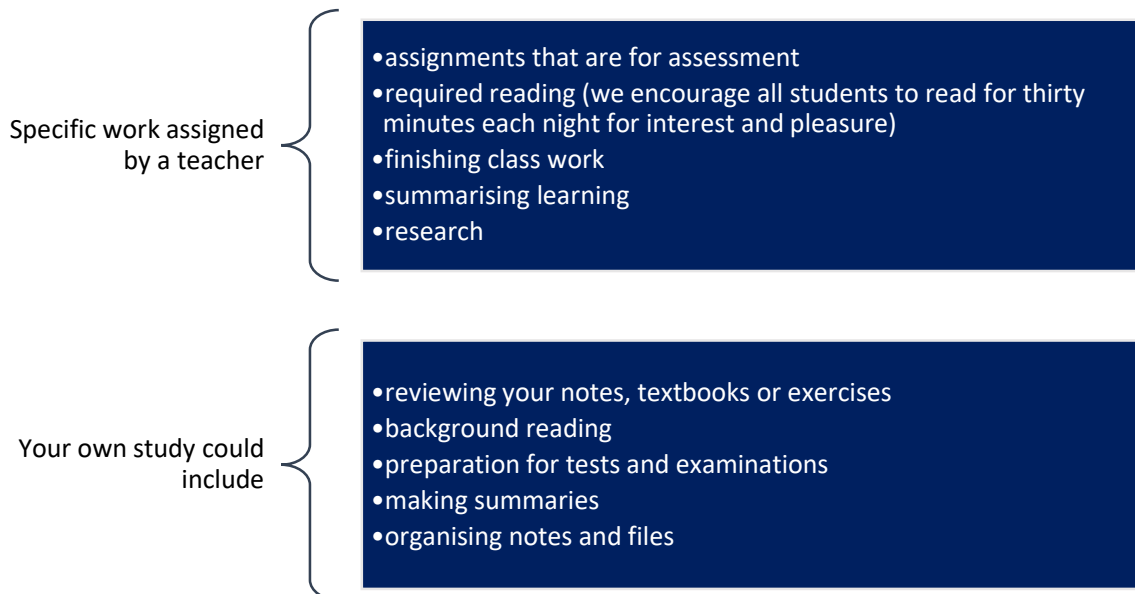 Specific work assigned
by a teacher
•assignments that are for assessment
•required reading (we encourage all students to read for thirty
minutes each night for interest and pleasure)
•finishing class work
•summarising learning
•research
Your own study could
include
•reviewing your notes, textbooks or exercises
•background reading
•preparation for tests and examinations
•making summaries
•organising notes and files